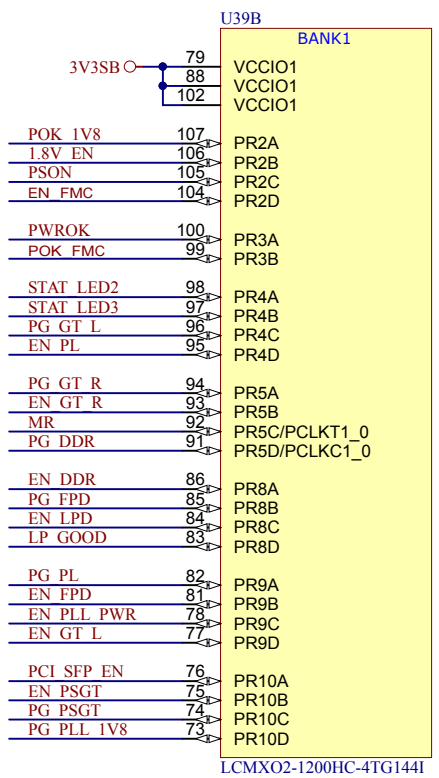 U39B
BANK1
3V3SB 79 VCCIO1
88 VCCIO1
102 VCCIO1
POK_1V8 107 PR2A
1.8V_EN 106 PR2B
PSON 105 PR2C
EN_FMC 104 PR2D
PWROK 100 PR3A
POK_FMC 99 PR3B
STAT_LED2 98 PR4A
STAT_LED3 97 PR4B
PG_GT_L 96 PR4C
EN_PL 95 PR4D
PG_GT_R 94 PR5A
EN_GT_R 93 PR5B
MR 92 PR5C/PCLKT1_0
PG_DDR 91 PR5D/PCLKC1_0
EN_DDR 86 PR8A
PG_FPD 85 PR8B
EN_LPD 84 PR8C
LP_GOOD 83 PR8D
PG_PL 82 PR9A
EN_FPD 81 PR9B
EN_PLL_PWR 78 PR9C
EN_GT_L 77 PR9D
PCI_SFP_EN 76 PR10A
EN_PSGT 75 PR10B
PG_PSGT 74 PR10C
PG_PLL_1V8 73 PR10D
LCMXO2-1200HC-4TG144I